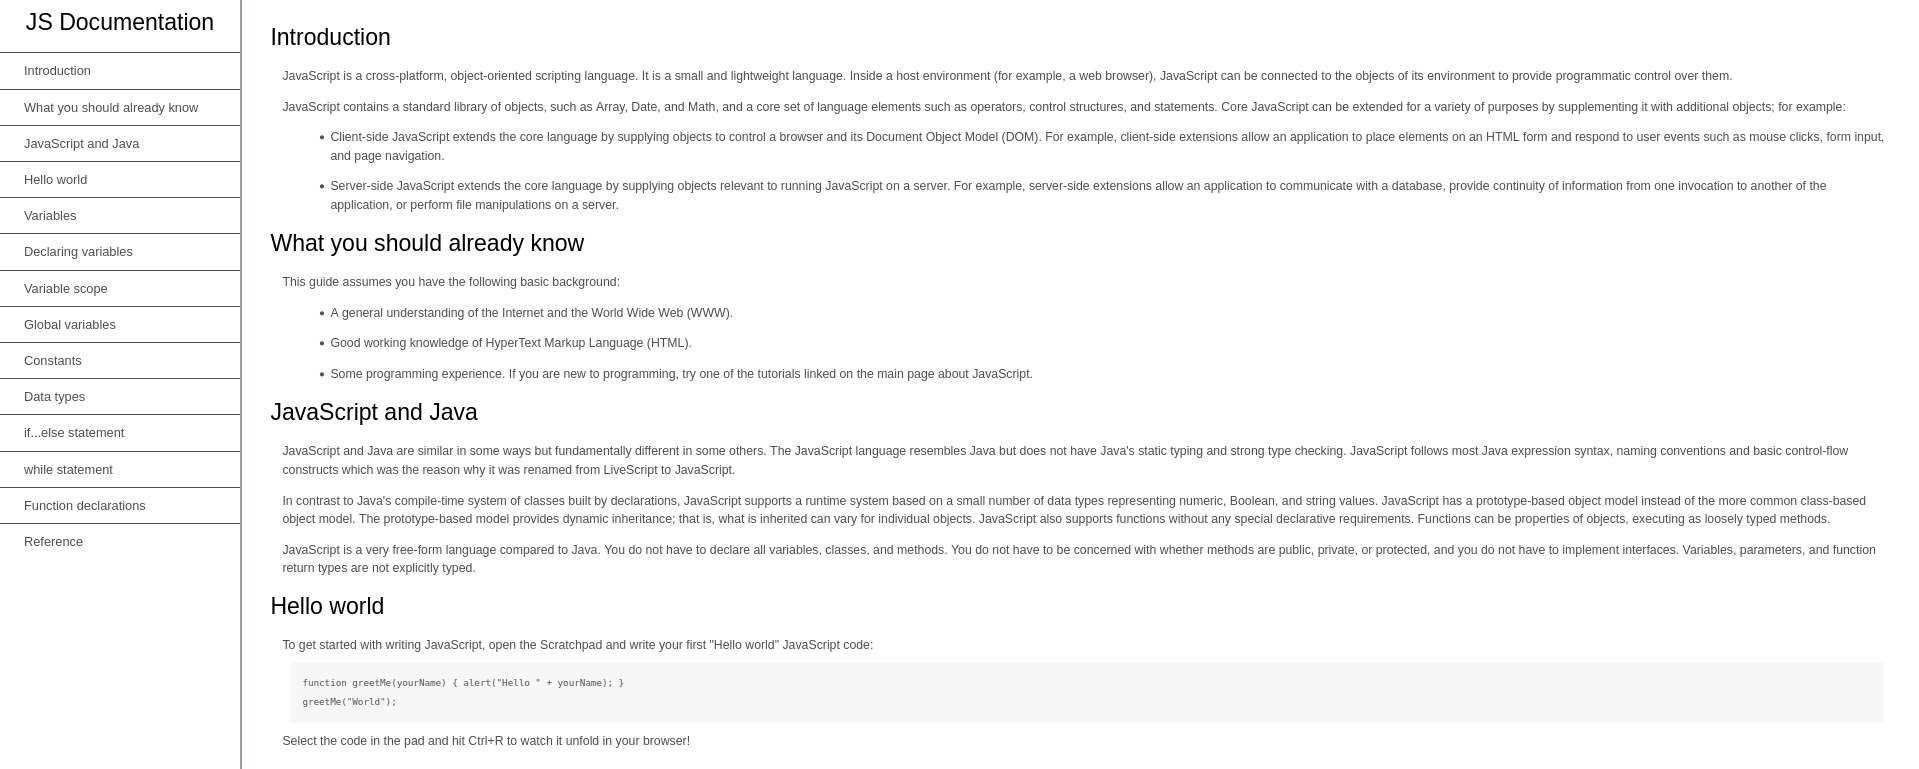 JS Documentation
Introduction
What you should already know
JavaScript and Java
Hello world
Variables
Declaring variables
Variable scope
Global variables
Constants
Data types
if...else statement
while statement
Function declarations
Reference
Introduction
JavaScript is a cross-platform, object-oriented scripting language. It is a small and lightweight language. Inside a host environment (for example, a web browser), JavaScript can be connected to the objects of its environment to provide programmatic control over them.
JavaScript contains a standard library of objects, such as Array, Date, and Math, and a core set of language elements such as operators, control structures, and statements. Core JavaScript can be extended for a variety of purposes by supplementing it with additional objects; for example:
• Client-side JavaScript extends the core language by supplying objects to control a browser and its Document Object Model (DOM). For example, client-side extensions allow an application to place elements on an HTML form and respond to user events such as mouse clicks, form input,
and page navigation.
• Server-side JavaScript extends the core language by supplying objects relevant to running JavaScript on a server. For example, server-side extensions allow an application to communicate with a database, provide continuity of information from one invocation to another of the
application, or perform file manipulations on a server.
What you should already know
This guide assumes you have the following basic background:
• A general understanding of the Internet and the World Wide Web (WWW).
• Good working knowledge of HyperText Markup Language (HTML).
• Some programming experience. If you are new to programming, try one of the tutorials linked on the main page about JavaScript.
JavaScript and Java
JavaScript and Java are similar in some ways but fundamentally different in some others. The JavaScript language resembles Java but does not have Java's static typing and strong type checking. JavaScript follows most Java expression syntax, naming conventions and basic control-flow
constructs which was the reason why it was renamed from LiveScript to JavaScript.
In contrast to Java's compile-time system of classes built by declarations, JavaScript supports a runtime system based on a small number of data types representing numeric, Boolean, and string values. JavaScript has a prototype-based object model instead of the more common class-based
object model. The prototype-based model provides dynamic inheritance; that is, what is inherited can vary for individual objects. JavaScript also supports functions without any special declarative requirements. Functions can be properties of objects, executing as loosely typed methods.
JavaScript is a very free-form language compared to Java. You do not have to declare all variables, classes, and methods. You do not have to be concerned with whether methods are public, private, or protected, and you do not have to implement interfaces. Variables, parameters, and function
return types are not explicitly typed.
Hello world
To get started with writing JavaScript, open the Scratchpad and write your first "Hello world" JavaScript code:
function greetMe(yourName) { alert("Hello " + yourName); }
greetMe("World");
Select the code in the pad and hit Ctrl+R to watch it unfold in your browser!